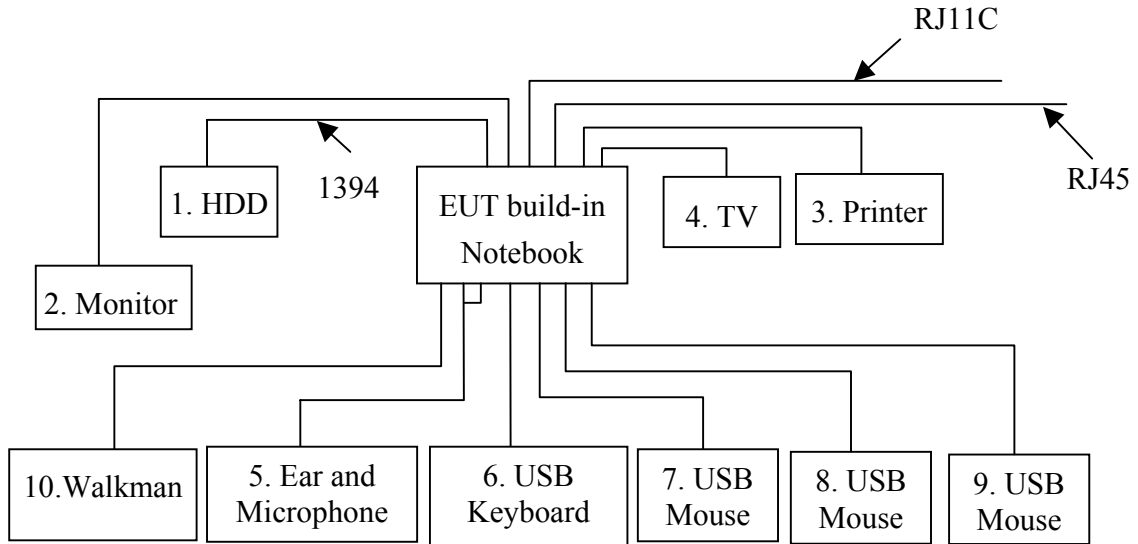 RJ11C
1. HDD
1394
EUT build-in
Notebook
4. TV
3. Printer
RJ45
2. Monitor
10.Walkman
5. Ear and
Microphone
6. USB
Keyboard
7. USB
Mouse
8. USB
Mouse
9. USB
Mouse